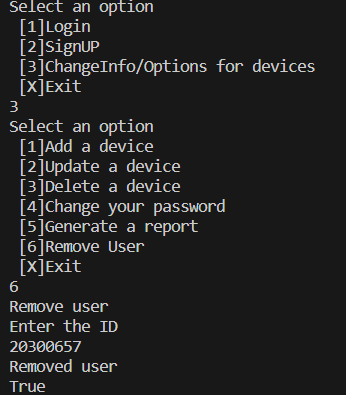 Select an option
[1]Login
[2]SignUP
[3]ChangeInfo/Options for devices
[X]Exit
3
Select an option
[1]Add a device
[2]Update a device
[3]Delete a device
[4]Change your password
[5]Generate a report
[6]Remove User
[X]Exit
6
Remove user
Enter the ID
20300657
Removed user
True